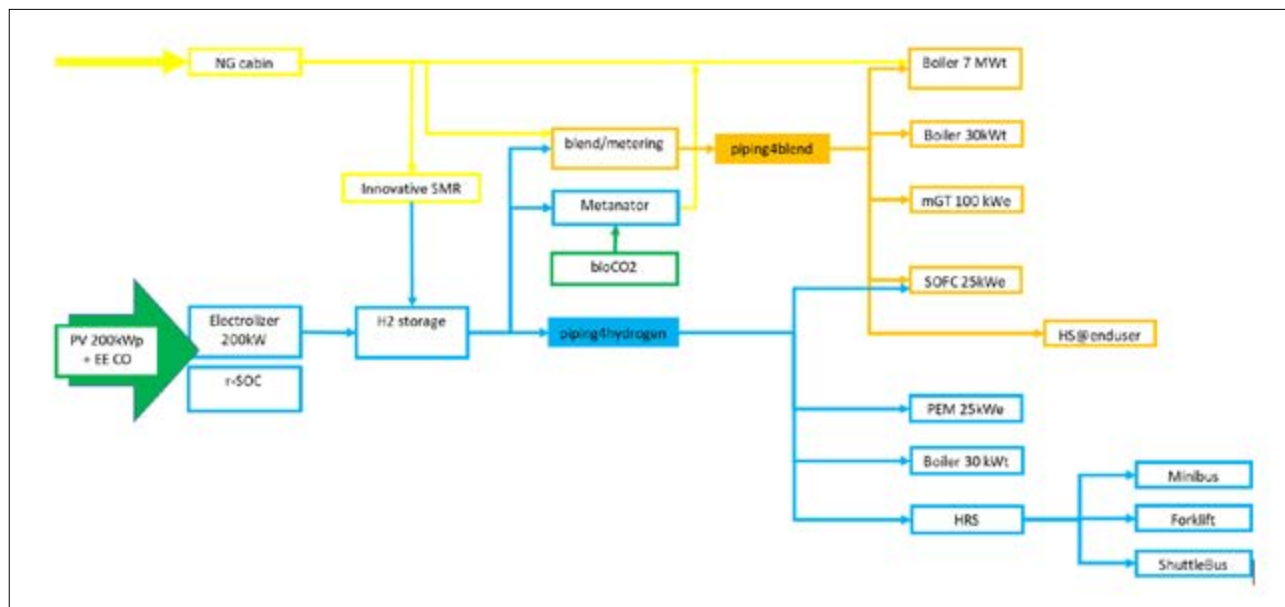 NG cabin
Boiler 7 MWt
blend/metering
piping4blend
Boiler 30kWt
Innovative SMR
Metanator
mGT 100 kWe
bioCO2
SOFC 25kWe
PV 200kWp
+ EE CO
Electrolizer
200kW
H2 storage
piping4hydrogen
HS@enduser
r-SOC
PEM 25kWe
Boiler 30 kWt
HRS
Minibus
Forklift
ShuttleBus